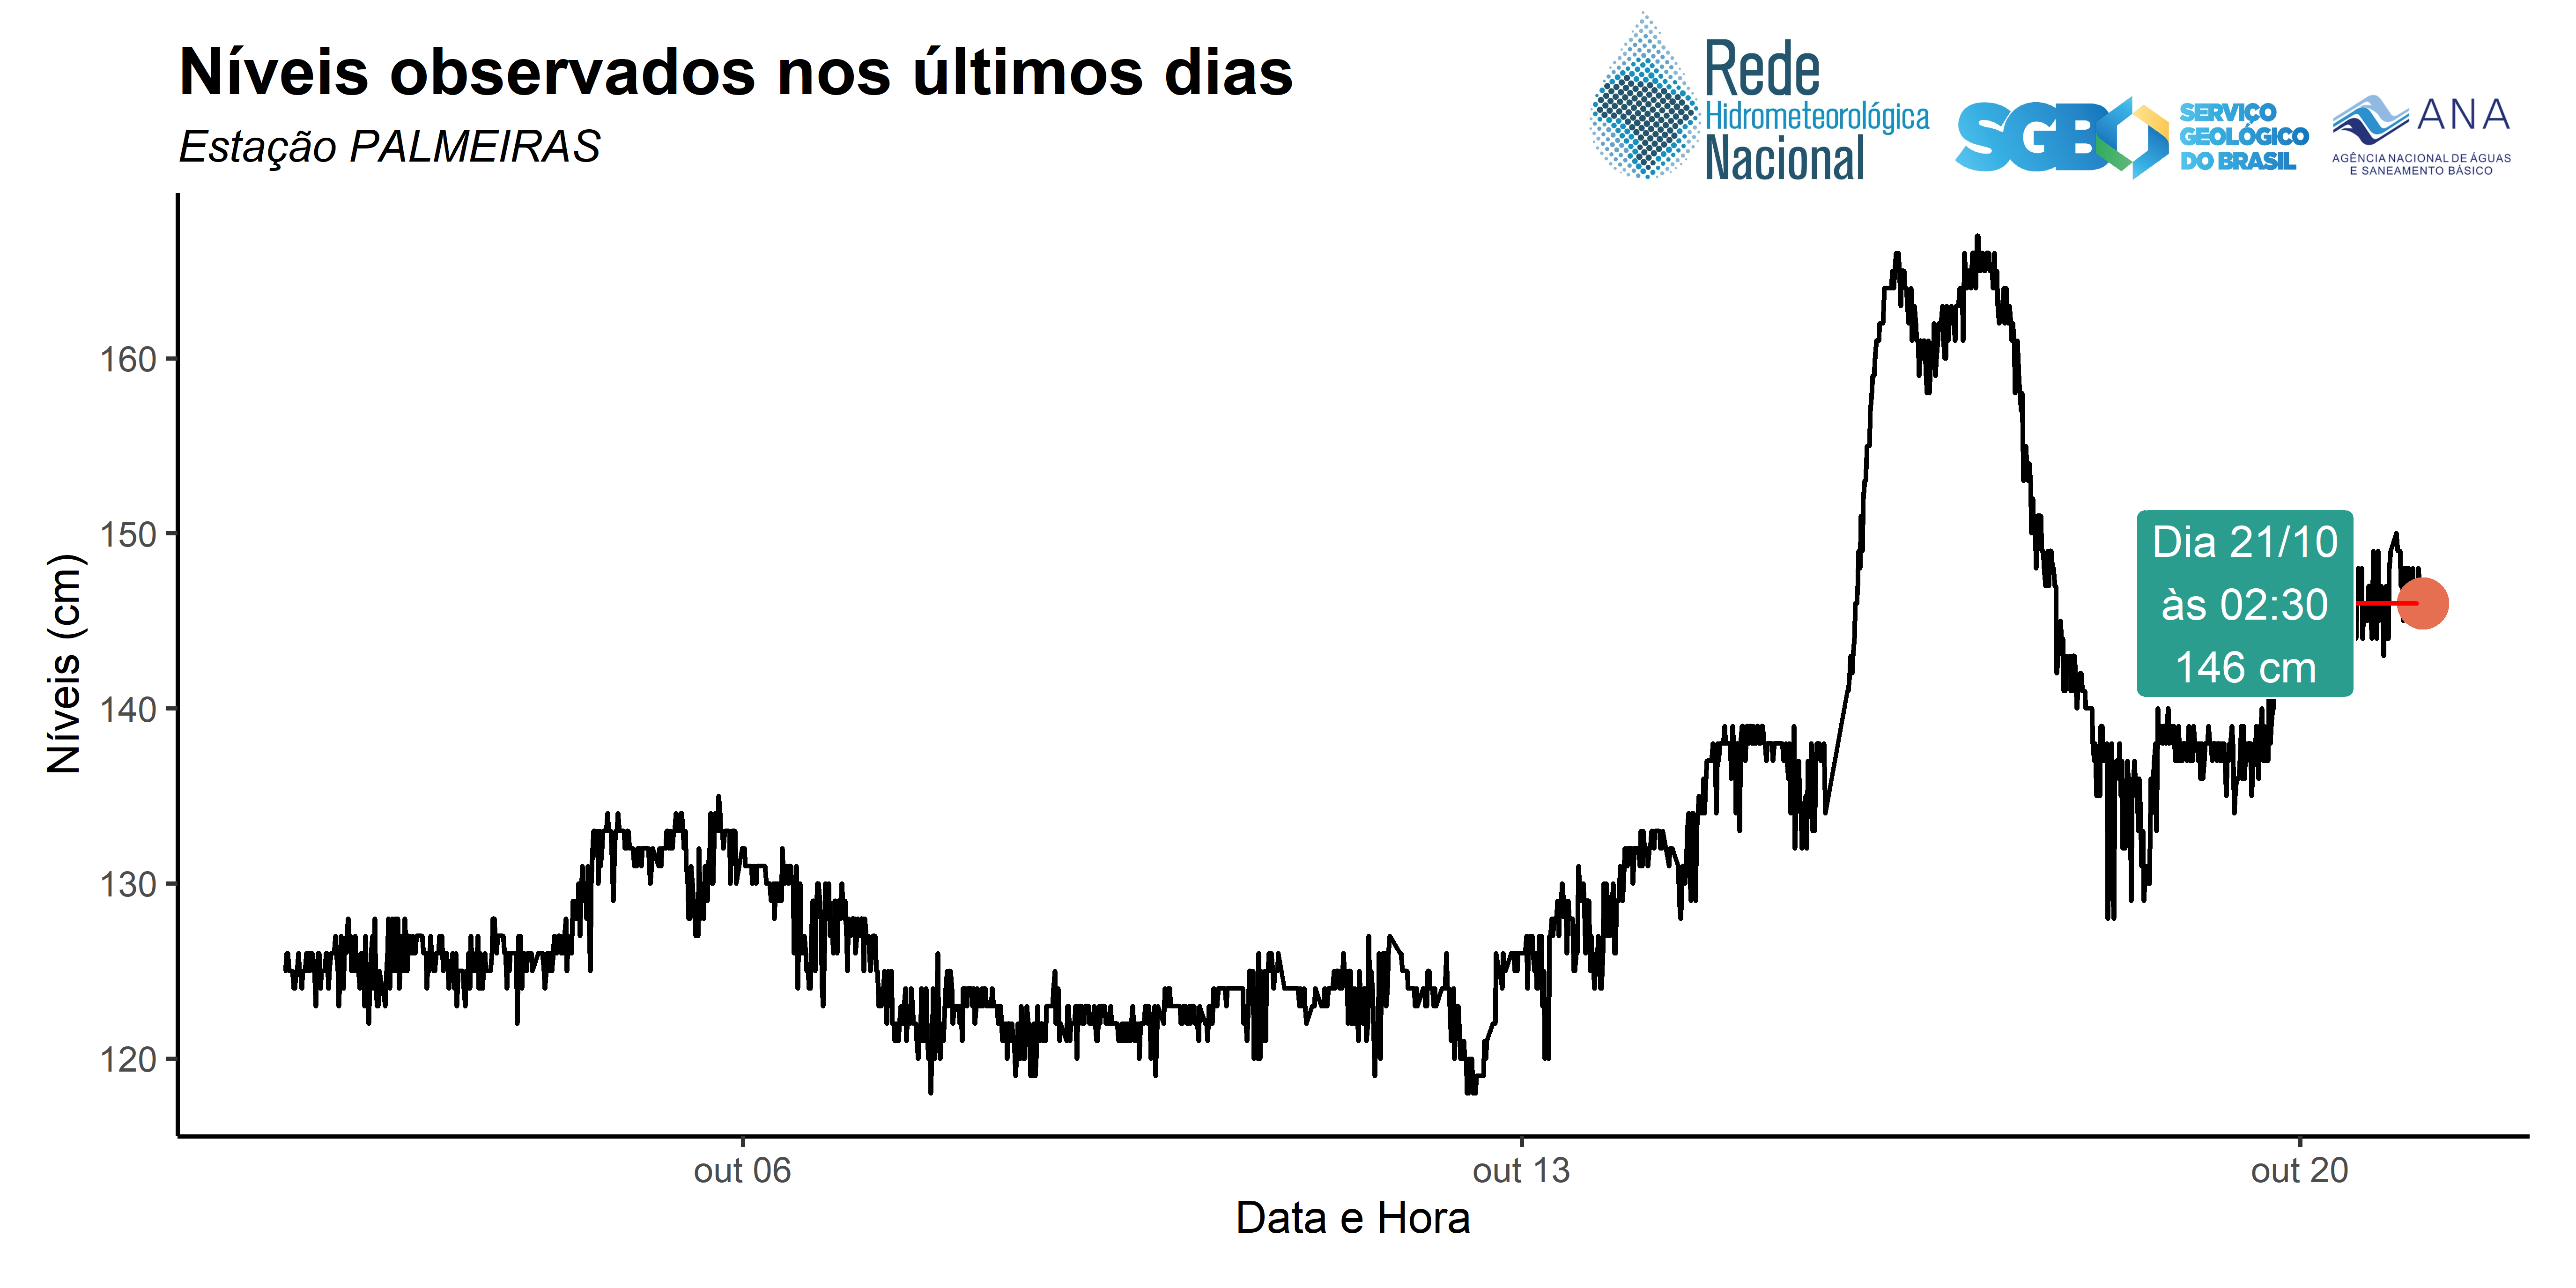 Níveis observados nos últimos dias
Estação PALMEIRAS
Rede
Hidrometeorológica
Nacional
SGB
SERVIÇO
GEOLÓGICO
DO BRASIL
ANA
AGÊNCIA NACIONAL DE ÁGUAS
E SANEAMENTO BÁSICO
Níveis (cm)
160
150
140
130
120
Dia 21/10
às 02:30
146 cm
out 06
out 13
out 20
Data e Hora